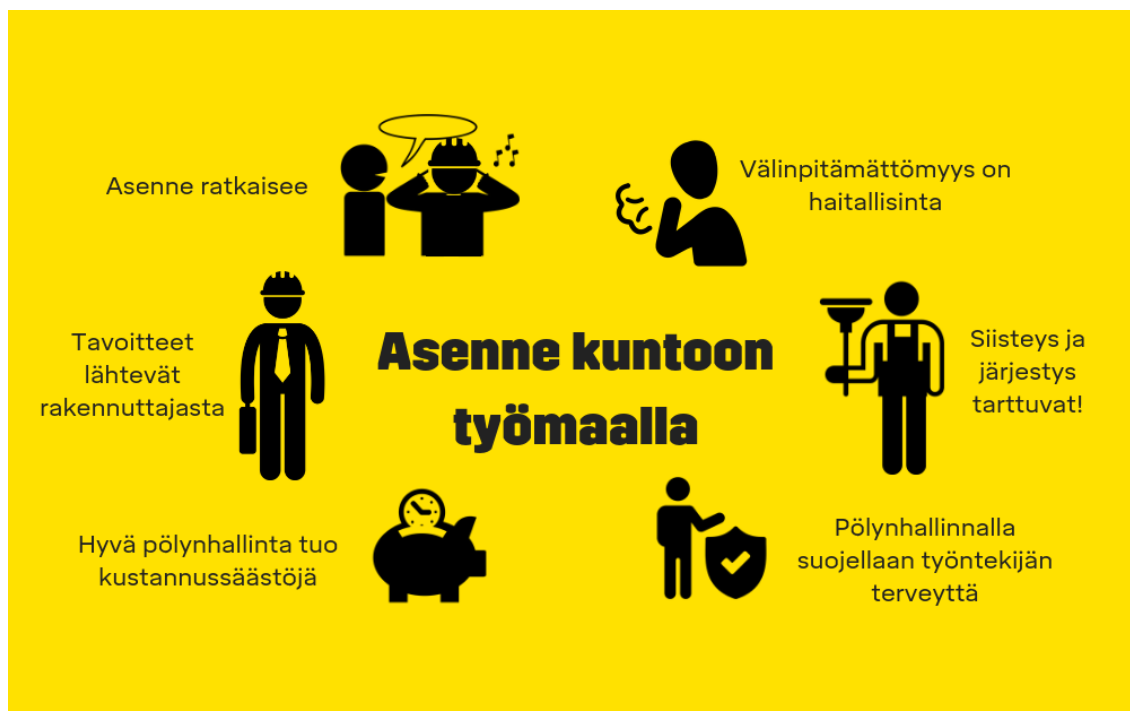 Asenne ratkaisee
Välinpitämättömyys on
haitallisinta
Tavoitteet
lähtevät
rakennuttajasta
Asenne kuntoon
työmaalla
Siisteys ja
järjestys
tarttuvat!
Hyvä pölynhallinta tuo
kustannussäästöjä
Pölynhallinnalla
suojellaan työntekijän
terveyttä